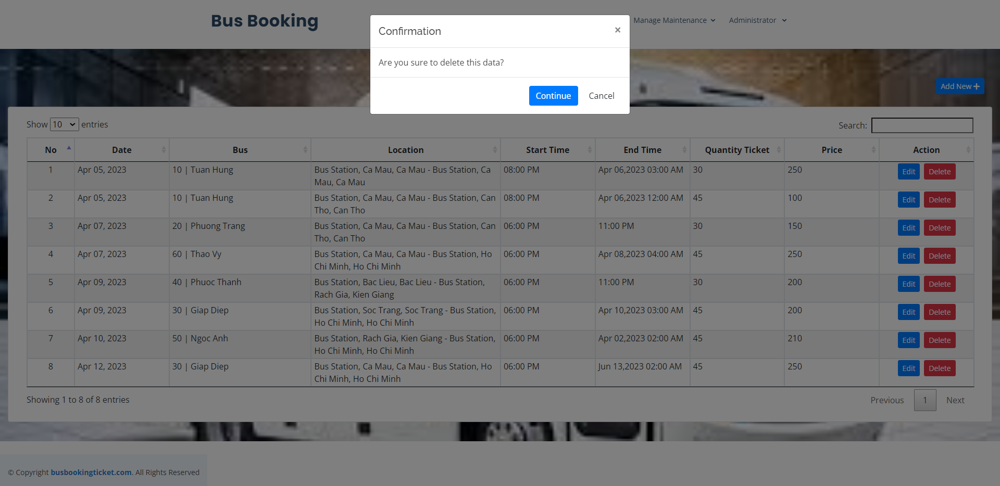 Bus Booking
Manage Maintenance
Administrator
Confirmation
×
Are you sure to delete this data?
Continue
Cancel
Add New
Show 10 entries
Search:
No Date Bus Location Start Time End Time Quantity Ticket Price Action
1 Apr 05, 2023 10 | Tuan Hung Bus Station, Ca Mau, Ca Mau - Bus Station, Ca 08:00 PM Apr 06,2023 03:00 AM 30 250 Edit Delete
Mau, Ca Mau
2 Apr 05, 2023 10 | Tuan Hung Bus Station, Ca Mau, Ca Mau - Bus Station, Can 08:00 PM Apr 06,2023 12:00 AM 45 100 Edit Delete
Tho, Can Tho
3 Apr 07, 2023 20 | Phuong Trang Bus Station, Ca Mau, Ca Mau - Bus Station, Can 06:00 PM 11:00 PM 30 150 Edit Delete
Tho, Can Tho
4 Apr 07, 2023 60 | Thao Vy Bus Station, Ca Mau, Ca Mau - Bus Station, Ho 06:00 PM Apr 08,2023 04:00 AM 45 250 Edit Delete
Chi Minh, Ho Chi Minh
5 Apr 09, 2023 40 | Phuoc Thanh Bus Station, Bac Lieu, Bac Lieu - Bus Station, 06:00 PM 11:00 PM 30 200 Edit Delete
Rach Gia, Kien Giang
6 Apr 09, 2023 30 | Giap Diep Bus Station, Soc Trang, Soc Trang - Bus Station, 06:00 PM Apr 10,2023 03:00 AM 45 200 Edit Delete
Ho Chi Minh, Ho Chi Minh
7 Apr 10, 2023 50 | Ngoc Anh Bus Station, Rach Gia, Kien Giang - Bus Station, 06:00 PM Apr 02,2023 02:00 AM 45 210 Edit Delete
Ho Chi Minh, Ho Chi Minh
8 Apr 12, 2023 30 | Giap Diep Bus Station, Ca Mau, Ca Mau - Bus Station, Ho 06:00 PM Jun 13,2023 02:00 AM 45 250 Edit Delete
Chi Minh, Ho Chi Minh
Showing 1 to 8 of 8 entries
Previous 1 Next
© Copyright busbookingticket.com. All Rights Reserved